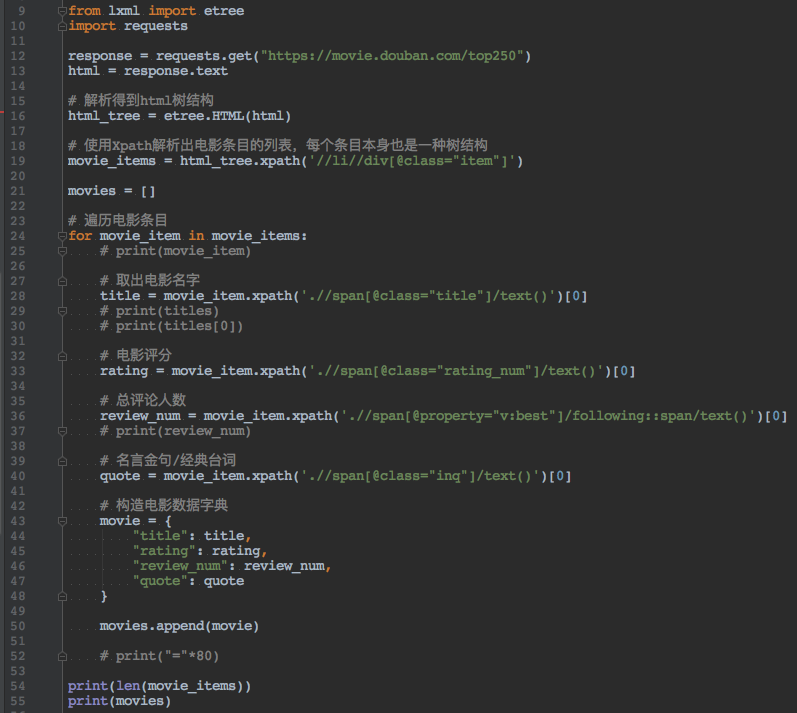 9 from lxml import etree
10 import requests
11
12 response = requests.get("https://movie.douban.com/top250")
13 html = response.text
14
15 # 解析得到html树结构
16 html_tree = etree.HTML(html)
17
18 # 使用Xpath解析出电影条目的列表，每个条目本身也是一种树结构
19 movie_items = html_tree.xpath('//li//div[@class="item"]')
20
21 movies = []
22
23 # 遍历电影条目
24 for movie_item in movie_items:
25     # print(movie_item)
26
27     # 取出电影名字
28     title = movie_item.xpath('.//span[@class="title"]/text()')[0]
29     # print(titles)
30     # print(titles[0])
31
32     # 电影评分
33     rating = movie_item.xpath('.//span[@class="rating_num"]/text()')[0]
34
35     # 总评论人数
36     review_num = movie_item.xpath('.//span[@property="v:best"]/following::span/text()')[0]
37     # print(review_num)
38
39     # 名言金句/经典台词
40     quote = movie_item.xpath('.//span[@class="inq"]/text()')[0]
41
42     # 构造电影数据字典
43     movie = {
44         "title": title,
45         "rating": rating,
46         "review_num": review_num,
47         "quote": quote
48     }
49
50     movies.append(movie)
51
52     # print("="*80)
53
54 print(len(movie_items))
55 print(movies)